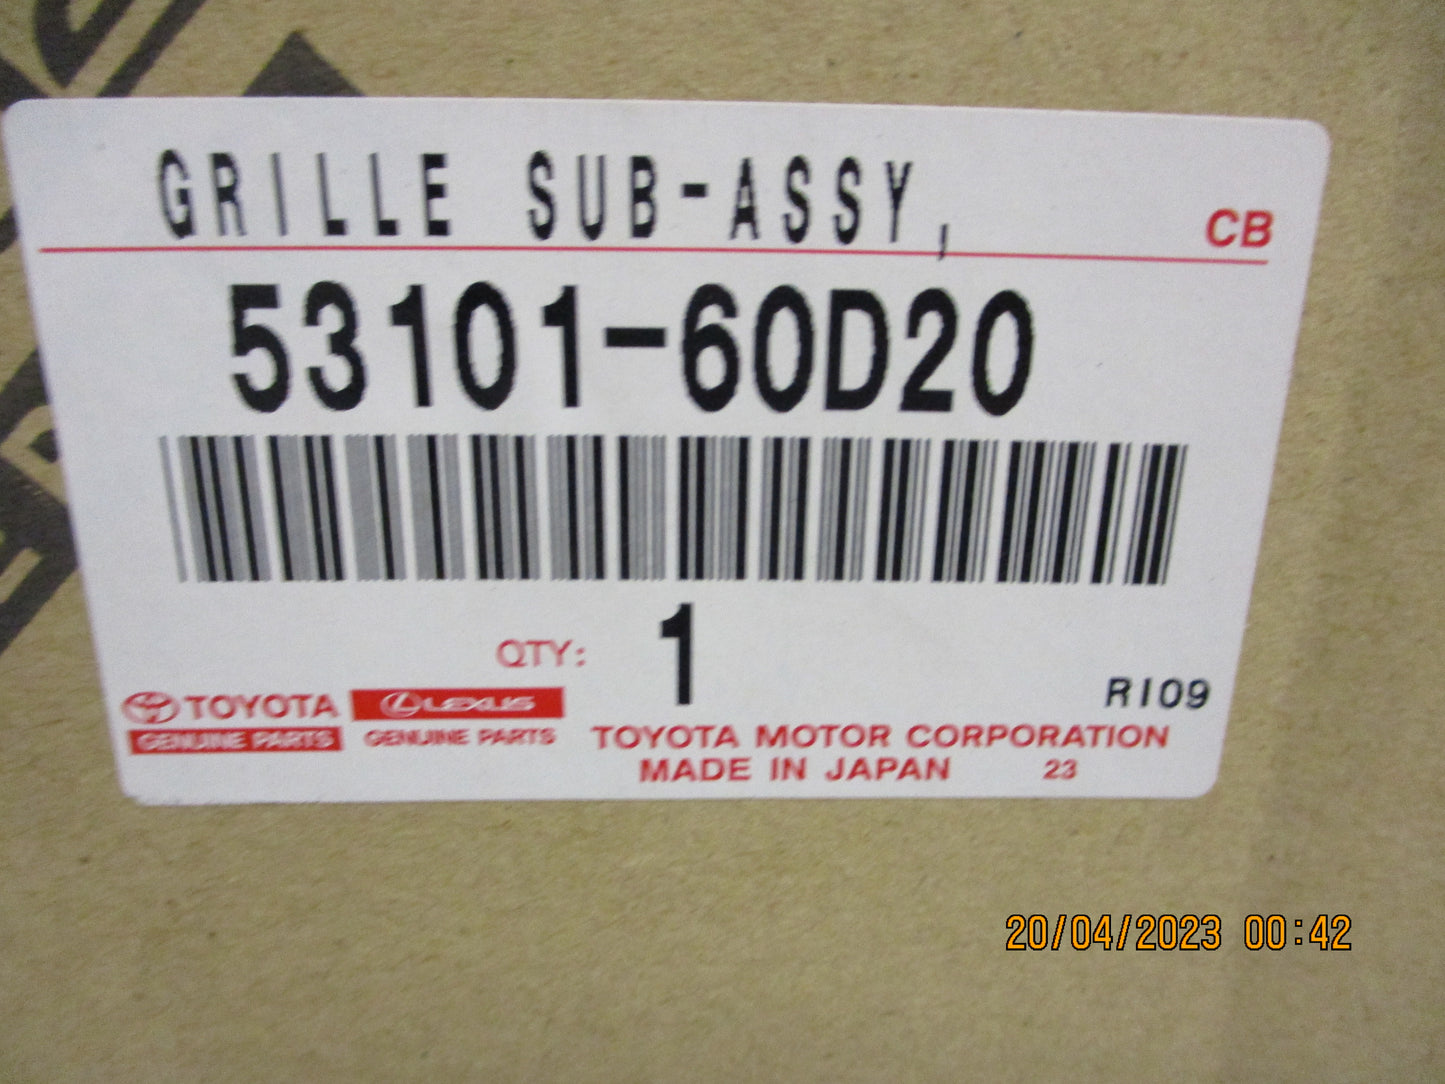 GRILLE SUB-ASSY,
CB
53101-60D20
QTY: 1
RI09
TOYOTA LEXUS
GENUINE PARTS GENUINE PARTS
TOYOTA MOTOR CORPORATION
MADE IN JAPAN 23
20/04/2023 00:42